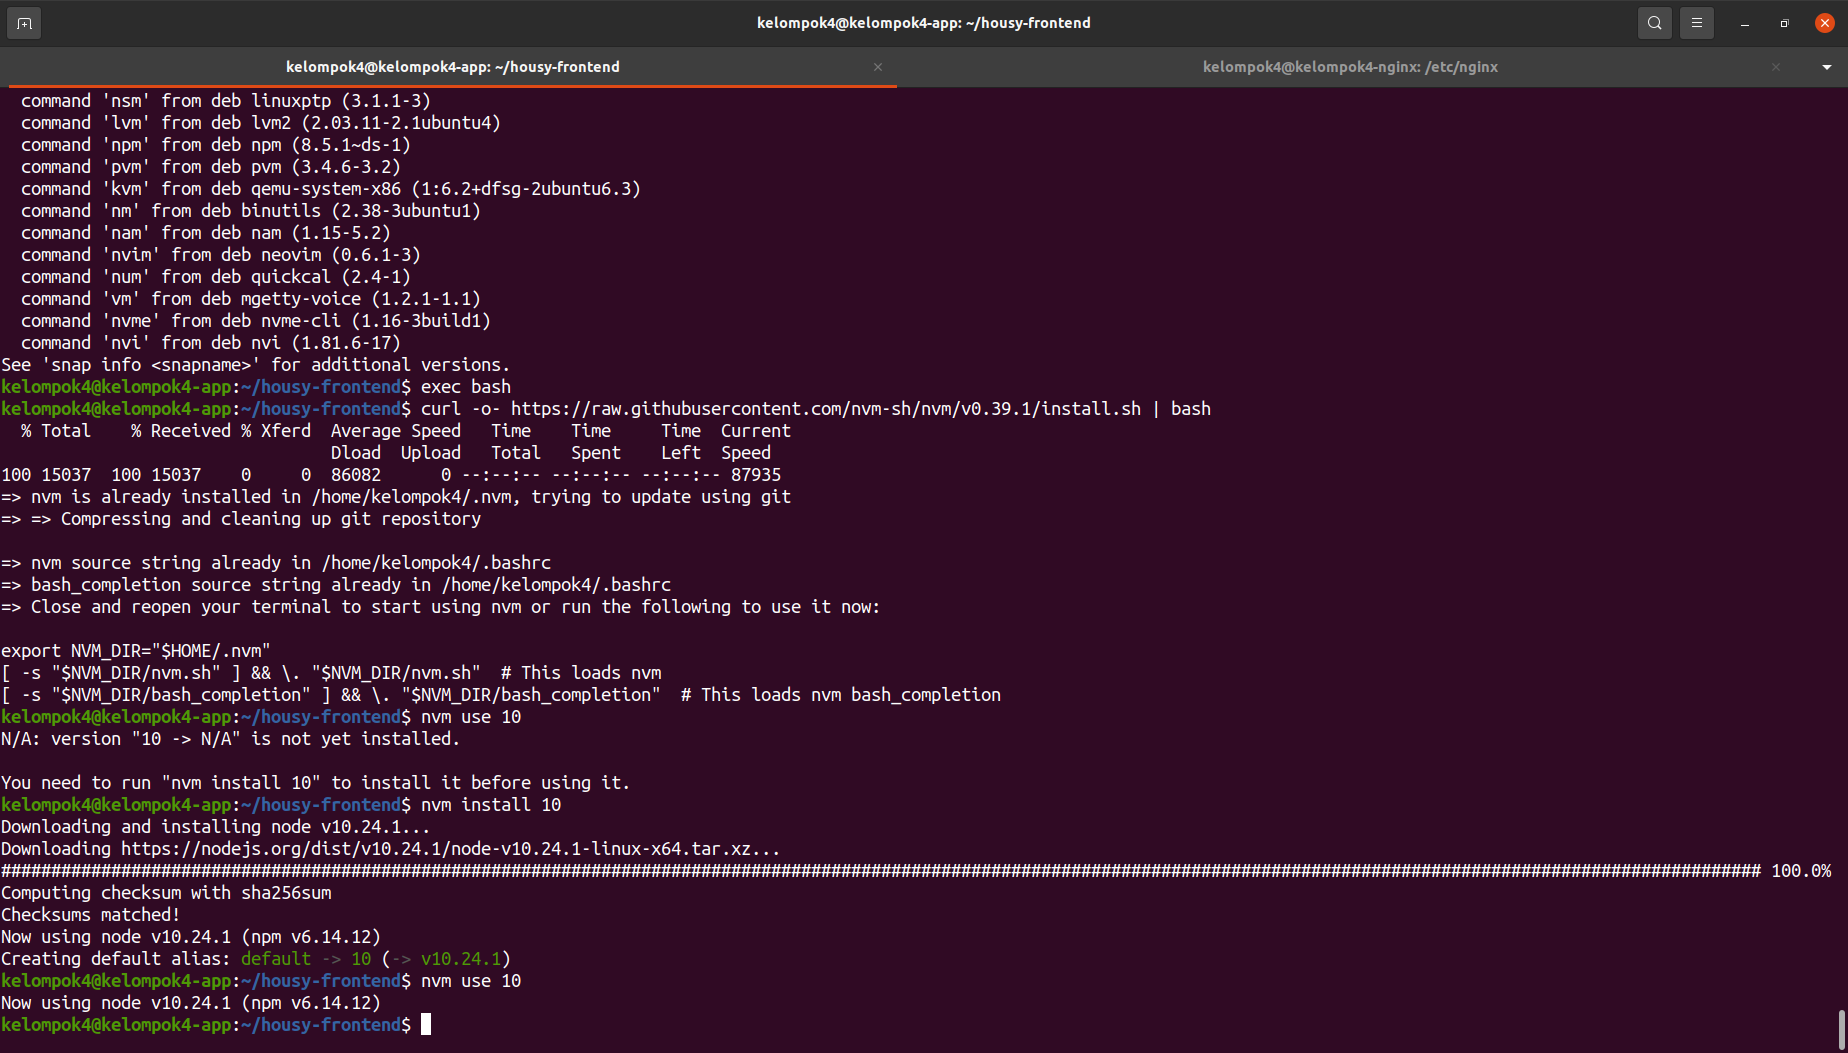 kelompok4@kelompok4-app: ~/housy-frontend
kelompok4@kelompok4-app: ~/housy-frontend
kelompok4@kelompok4-nginx: /etc/nginx
command 'nsm' from deb linuxptp (3.1.1-3)
command 'lvm' from deb lvm2 (2.03.11-2.1ubuntu4)
command 'npm' from deb npm (8.5.1~ds-1)
command 'pvm' from deb pvm (3.4.6-3.2)
command 'kvm' from deb qemu-system-x86 (1:6.2+dfsg-2ubuntu6.3)
command 'nm' from deb binutils (2.38-3ubuntu1)
command 'nam' from deb nam (1.15-5.2)
command 'nvim' from deb neovim (0.6.1-3)
command 'num' from deb quickcal (2.4-1)
command 'vm' from deb mgetty-voice (1.2.1-1.1)
command 'nvme' from deb nvme-cli (1.16-3build1)
command 'nvi' from deb nvi (1.81.6-17)
See 'snap info <snapname>' for additional versions.
kelompok4@kelompok4-app:~/housy-frontend$ exec bash
kelompok4@kelompok4-app:~/housy-frontend$ curl -o- https://raw.githubusercontent.com/nvm-sh/nvm/v0.39.1/install.sh | bash
  % Total    % Received % Xferd  Average Speed   Time    Time     Time  Current
                                 Dload  Upload   Total   Spent    Left  Speed
100 15037  100 15037    0     0  86082      0 --:--:-- --:--:-- --:--:-- 87935
=> nvm is already installed in /home/kelompok4/.nvm, trying to update using git
=> => Compressing and cleaning up git repository
=> nvm source string already in /home/kelompok4/.bashrc
=> bash_completion source string already in /home/kelompok4/.bashrc
=> Close and reopen your terminal to start using nvm or run the following to use it now:
export NVM_DIR="$HOME/.nvm"
[ -s "$NVM_DIR/nvm.sh" ] && \. "$NVM_DIR/nvm.sh"  # This loads nvm
[ -s "$NVM_DIR/bash_completion" ] && \. "$NVM_DIR/bash_completion"  # This loads nvm bash_completion
kelompok4@kelompok4-app:~/housy-frontend$ nvm use 10
N/A: version "10 -> N/A" is not yet installed.
You need to run "nvm install 10" to install it before using it.
kelompok4@kelompok4-app:~/housy-frontend$ nvm install 10
Downloading and installing node v10.24.1...
Downloading https://nodejs.org/dist/v10.24.1/node-v10.24.1-linux-x64.tar.xz...
################################################################################################################################################################################ 100.0%
Computing checksum with sha256sum
Checksums matched!
Now using node v10.24.1 (npm v6.14.12)
Creating default alias: default -> 10 (-> v10.24.1)
kelompok4@kelompok4-app:~/housy-frontend$ nvm use 10
Now using node v10.24.1 (npm v6.14.12)
kelompok4@kelompok4-app:~/housy-frontend$